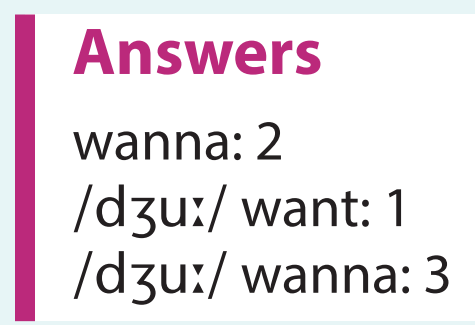 Answers
wanna: 2
/dʒuː/ want: 1
/dʒuː/ wanna: 3